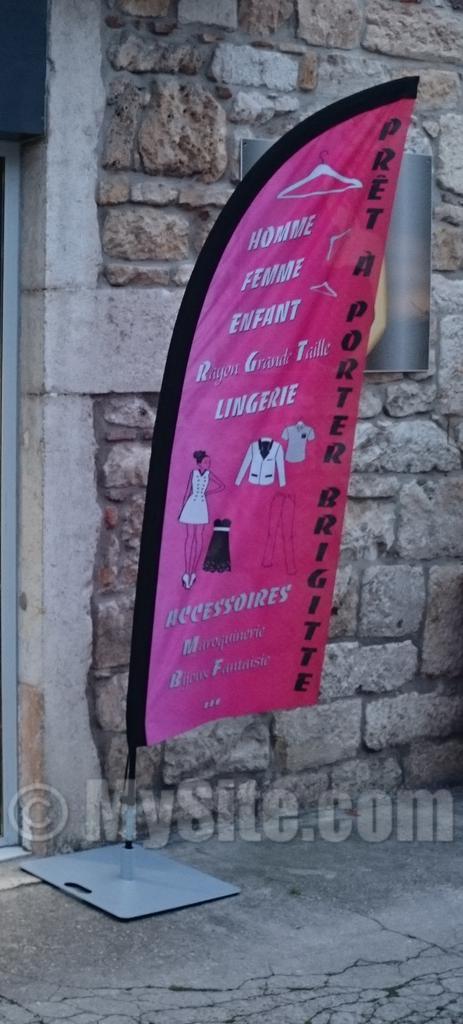 PRÊT À PORTER BRIGITTE
HOMME
FEMME
ENFANT
Rayon Grande Taille
LINGERIE
ACCESSOIRES
Maroquinerie
Bijoux Fantaisie
...
© MySite.com